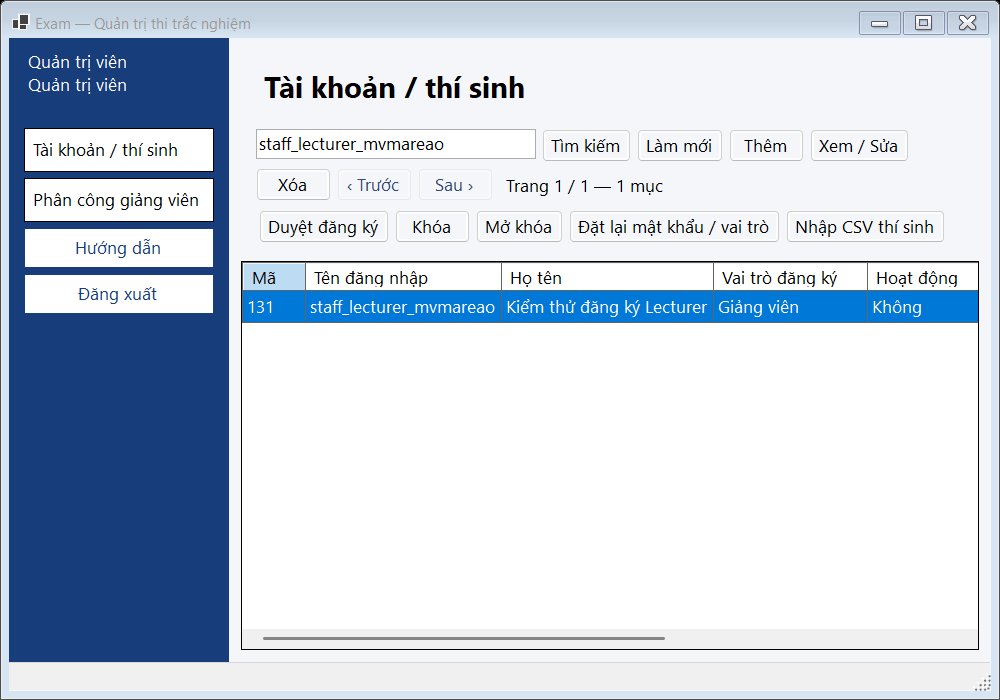 Exam — Quản trị thi trắc nghiệm
Quản trị viên
Quản trị viên
Tài khoản / thí sinh
Phân công giảng viên
Hướng dẫn
Đăng xuất
Tài khoản / thí sinh
staff_lecturer_mvmareao Tìm kiếm Làm mới Thêm Xem / Sửa
Xóa ‹ Trước Sau › Trang 1 / 1 — 1 mục
Duyệt đăng ký Khóa Mở khóa Đặt lại mật khẩu / vai trò Nhập CSV thí sinh
Mã Tên đăng nhập Họ tên Vai trò đăng ký Hoạt động
131 staff_lecturer_mvmareao Kiểm thử đăng ký Lecturer Giảng viên Không